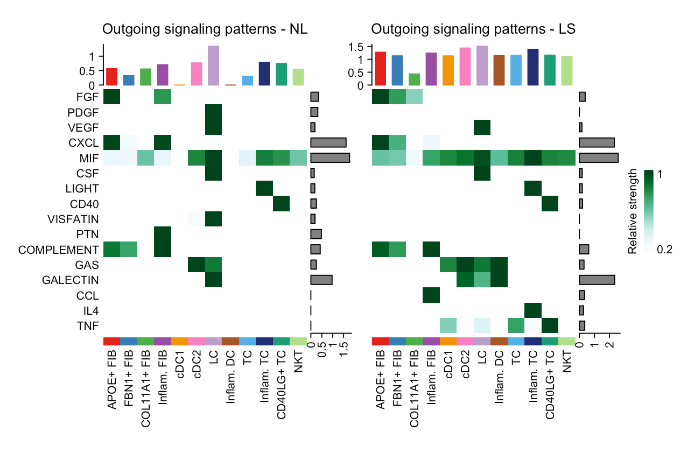 Outgoing signaling patterns - NL
Outgoing signaling patterns - LS
1
0.5
0
1.5
1
0.5
0
FGF
PDGF
VEGF
CXCL
MIF
CSF
LIGHT
CD40
VISFATIN
PTN
COMPLEMENT
GAS
GALECTIN
CCL
IL4
TNF
Relative strength
1
0.2
APOE+ FIB
FBN1+ FIB
COL11A1+ FIB
Inflam. FIB
cDC1
cDC2
LC
Inflam. DC
TC
Inflam. TC
CD40LG+ TC
NKT
0
0.5
1
1.5
APOE+ FIB
FBN1+ FIB
COL11A1+ FIB
Inflam. FIB
cDC1
cDC2
LC
Inflam. DC
TC
Inflam. TC
CD40LG+ TC
NKT
0
1
2